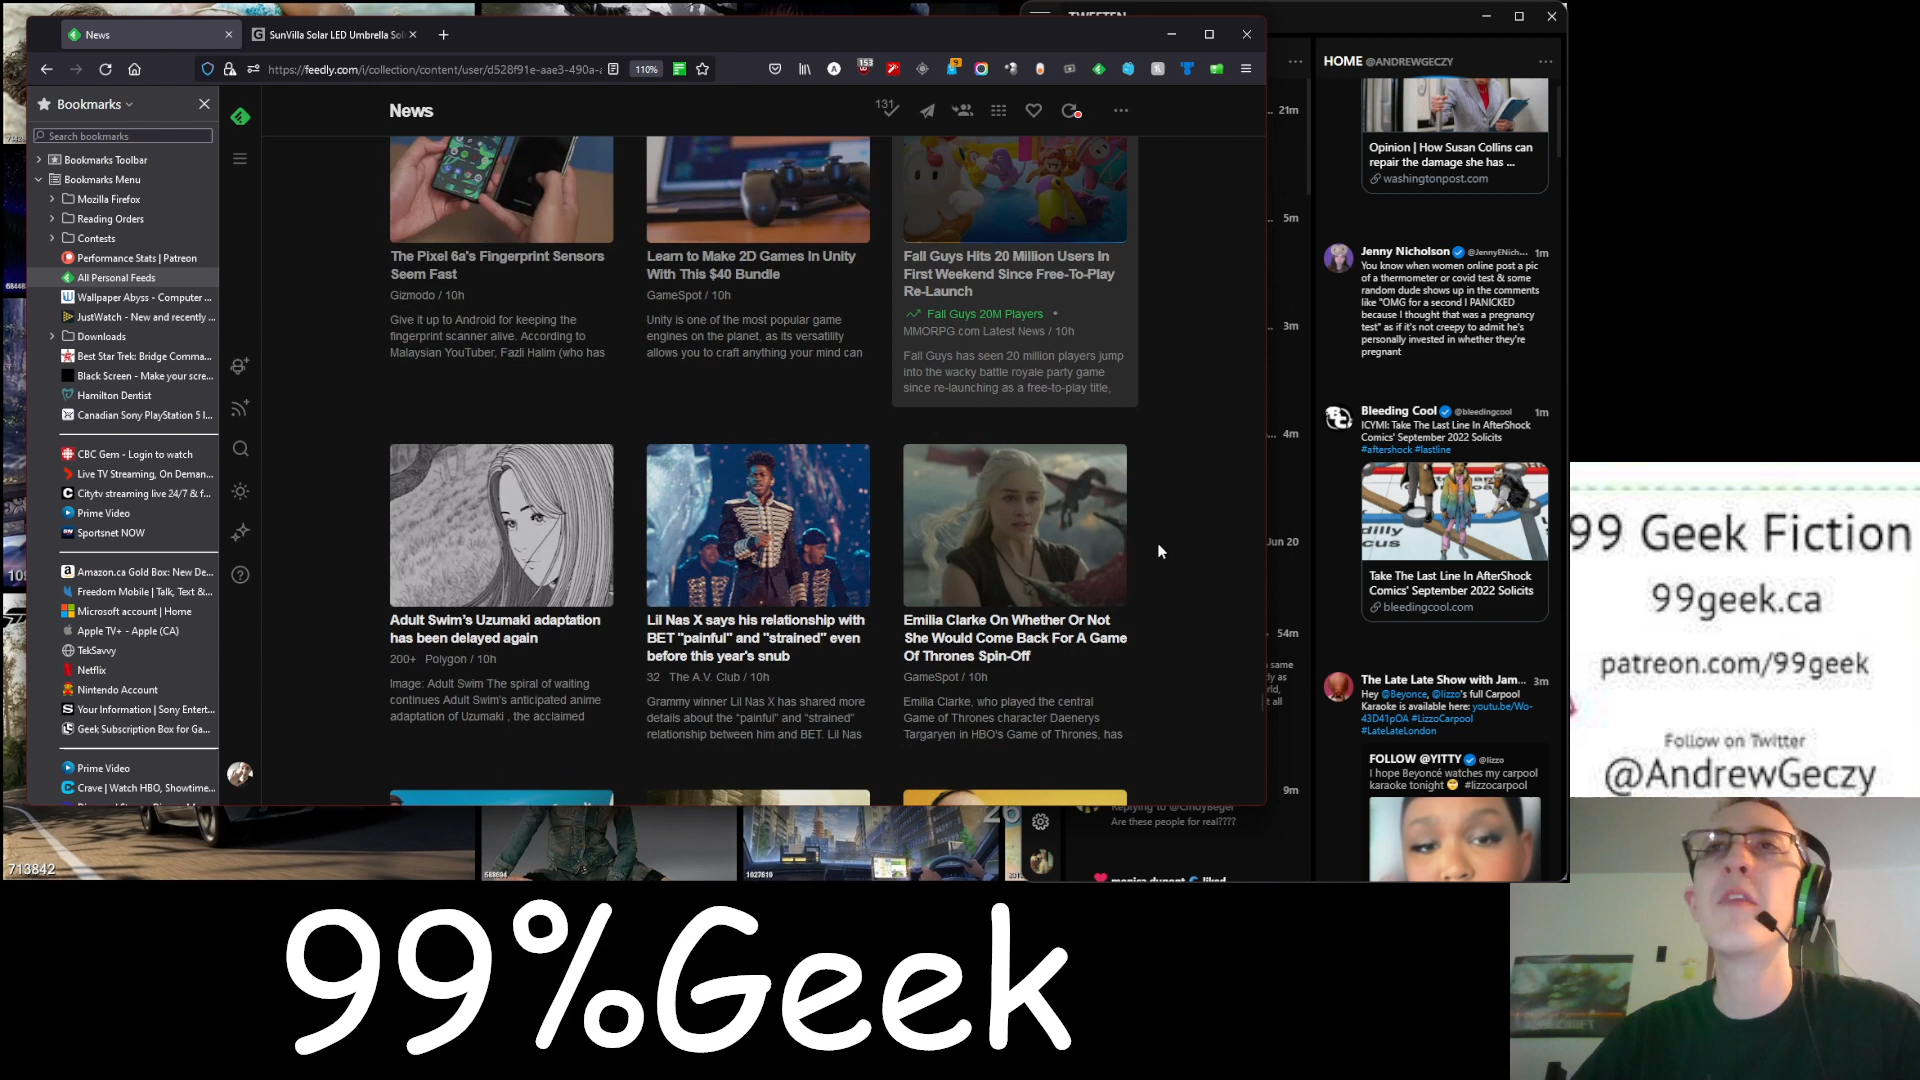 News
SunVilla Solar LED Umbrella Sol
https://feedly.com/i/collection/content/user/d528f91e-aae3-490a-
110%
153
9
Bookmarks
Search bookmarks
Bookmarks Toolbar
Bookmarks Menu
Mozilla Firefox
Reading Orders
Contests
Performance Stats | Patreon
All Personal Feeds
Wallpaper Abyss - Computer ...
JustWatch - New and recently ...
Downloads
Best Star Trek: Bridge Comma...
Black Screen - Make your scre...
Hamilton Dentist
Canadian Sony PlayStation 5 I...
CBC Gem - Login to watch
Live TV Streaming, On Deman...
Citytv streaming live 24/7 & f...
Prime Video
Sportsnet NOW
Amazon.ca Gold Box: New De...
Freedom Mobile | Talk, Text &...
Microsoft account | Home
Apple TV+ - Apple (CA)
TekSavvy
Netflix
Nintendo Account
Your Information | Sony Entert...
Geek Subscription Box for Ga...
Prime Video
Crave | Watch HBO, Showtime...
News
131
The Pixel 6a's Fingerprint Sensors
Seem Fast
Gizmodo / 10h
Give it up to Android for keeping the
fingerprint scanner alive. According to
Malaysian YouTuber, Fazli Halim (who has
Learn to Make 2D Games In Unity
With This $40 Bundle
GameSpot / 10h
Unity is one of the most popular game
engines on the planet, as its versatility
allows you to craft anything your mind can
Fall Guys Hits 20 Million Users In
First Weekend Since Free-To-Play
Re-Launch
Fall Guys 20M Players •
MMORPG.com Latest News / 10h
Fall Guys has seen 20 million players jump
into the wacky battle royale party game
since re-launching as a free-to-play title,
Adult Swim's Uzumaki adaptation
has been delayed again
200+ Polygon / 10h
Image: Adult Swim The spiral of waiting
continues Adult Swim's anticipated anime
adaptation of Uzumaki , the acclaimed
Lil Nas X says his relationship with
BET "painful" and "strained" even
before this year's snub
32 The A.V. Club / 10h
Grammy winner Lil Nas X has shared more
details about the "painful" and "strained"
relationship between him and BET. Lil Nas
Emilia Clarke On Whether Or Not
She Would Come Back For A Game
Of Thrones Spin-Off
GameSpot / 10h
Emilia Clarke, who played the central
Game of Thrones character Daenerys
Targaryen in HBO's Game of Thrones, has
TWEETEN
21m
5m
3m
4m
Jun 20
54m
same
9m
Are these people for real????
liked
HOME @ANDREWGECZY
Opinion | How Susan Collins can
repair the damage she has ...
washingtonpost.com
Jenny Nicholson @JennyENich... 1m
You know when women online post a pic
of a thermometer or covid test & some
random dude shows up in the comments
like "OMG for a second I PANICKED
because I thought that was a pregnancy
test" as if it's not creepy to admit he's
personally invested in whether they're
pregnant
Bleeding Cool @bleedingcool 1m
ICYMI: Take The Last Line In AfterShock
Comics' September 2022 Solicits
#aftershock #lastline
Take The Last Line In AfterShock
Comics' September 2022 Solicits
bleedingcool.com
The Late Late Show with Jam... 3m
Hey @Beyonce, @lizzo's full Carpool
Karaoke is available here: youtu.be/Wo-
43D41pOA #LizzoCarpool
#LateLateLondon
FOLLOW @YITTY @lizzo
I hope Beyoncé watches my carpool
karaoke tonight #lizzocarpool
99 Geek Fiction
99geek.ca
patreon.com/99geek
Follow on Twitter
@AndrewGeczy
713842
588694
1027619
26
99%Geek